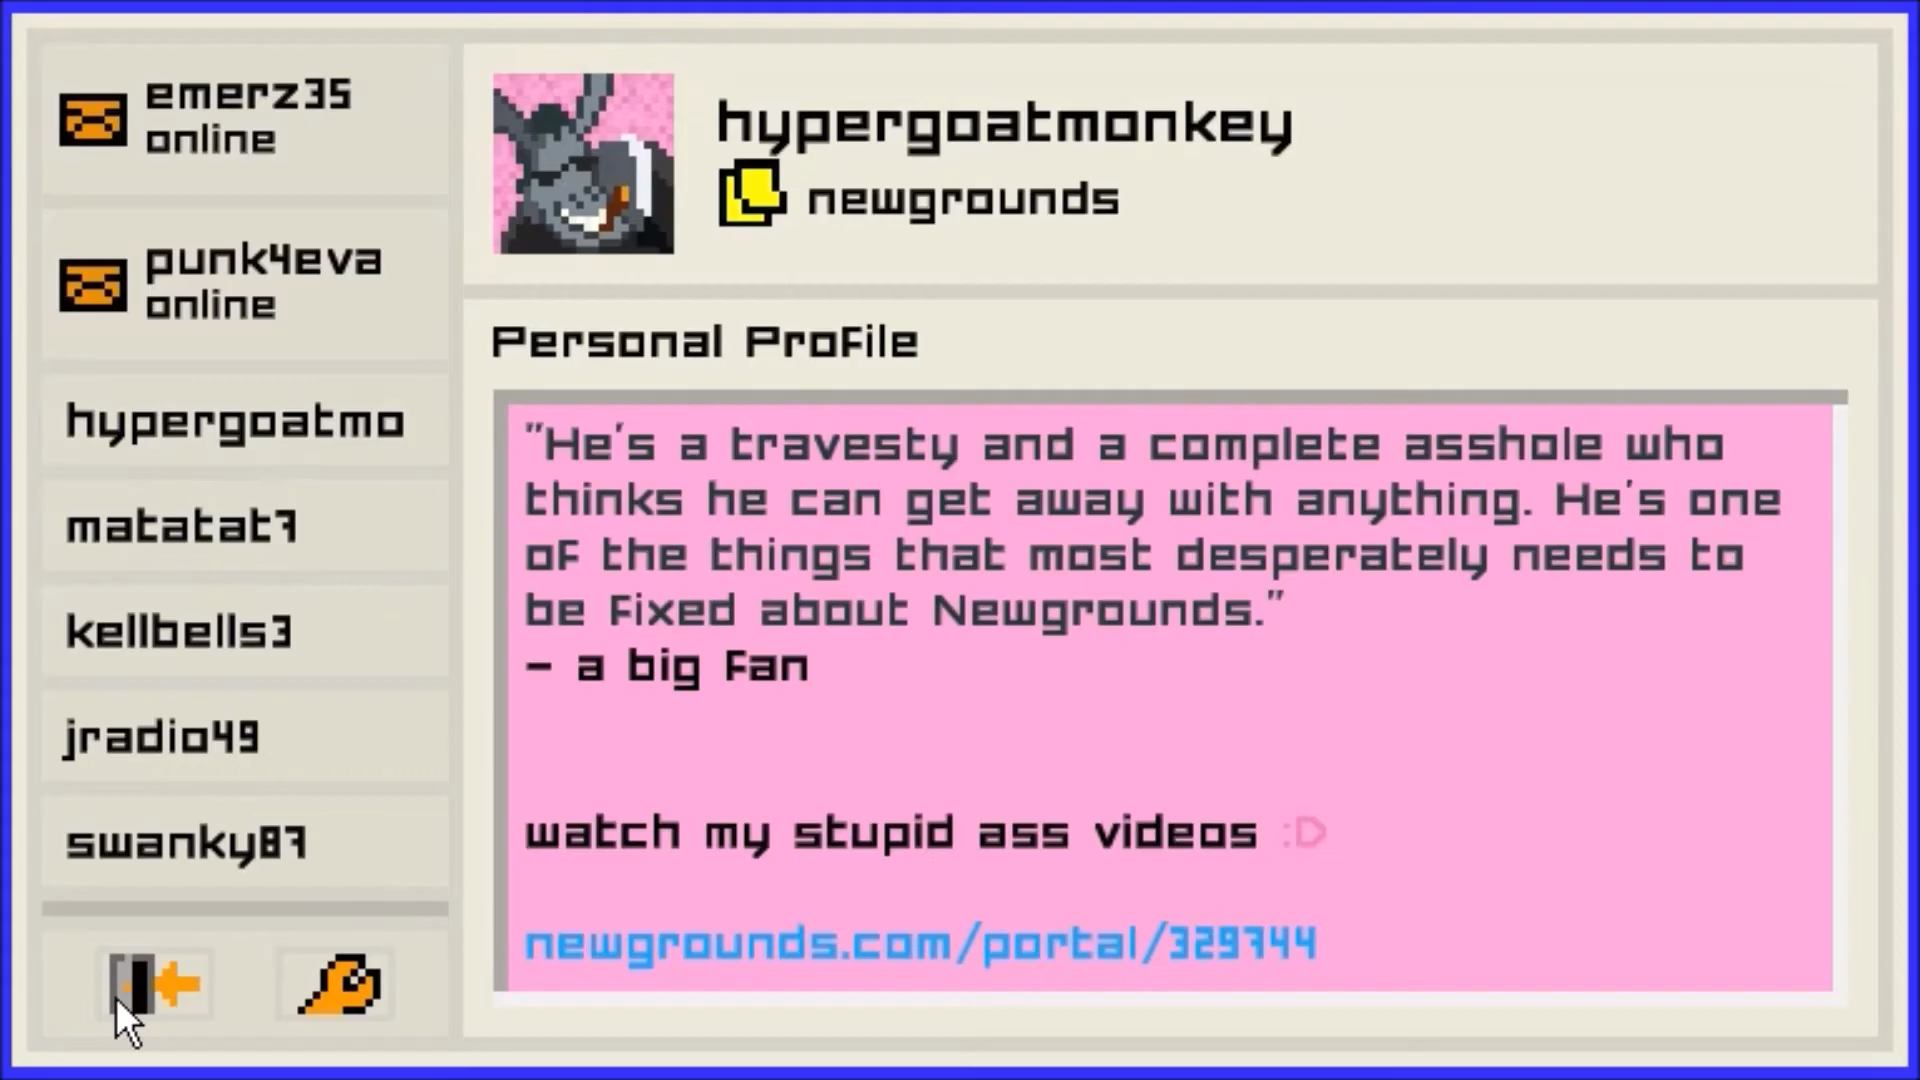 emerz35
online
punk4eva
online
hypergoatmo
matatat7
kellbells3
jradio49
swanky87
hypergoatmonkey
newgrounds
Personal Profile
"He's a travesty and a complete asshole who
thinks he can get away with anything. He's one
of the things that most desperately needs to
be fixed about Newgrounds."
- a big fan
watch my stupid ass videos :D
newgrounds.com/portal/329744